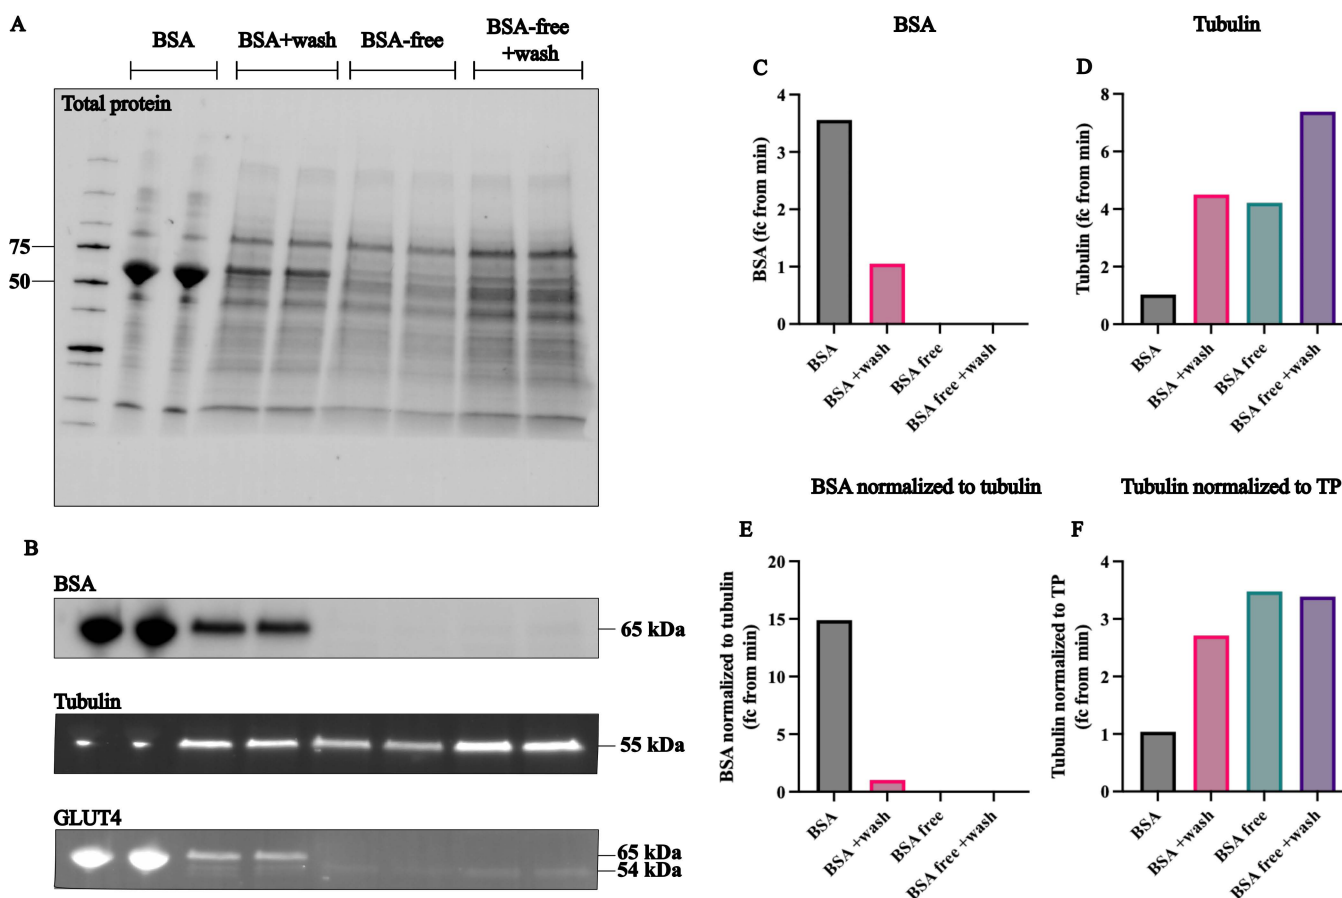 A
BSA
BSA+wash
BSA-free
BSA-free
+wash
Total protein
75
50
B
BSA
65 kDa
Tubulin
55 kDa
GLUT4
65 kDa
54 kDa
BSA
C
BSA (fc from min)
4
3
2
1
0
BSA
BSA +wash
BSA free
BSA free +wash
Tubulin
D
Tubulin (fc from min)
8
6
4
2
0
BSA
BSA +wash
BSA free
BSA free +wash
BSA normalized to tubulin
E
BSA normalized to tubulin
(fc from min)
20
15
10
5
0
BSA
BSA +wash
BSA free
BSA free +wash
Tubulin normalized to TP
F
Tubulin normalized to TP
(fc from min)
4
3
2
1
0
BSA
BSA +wash
BSA free
BSA free +wash